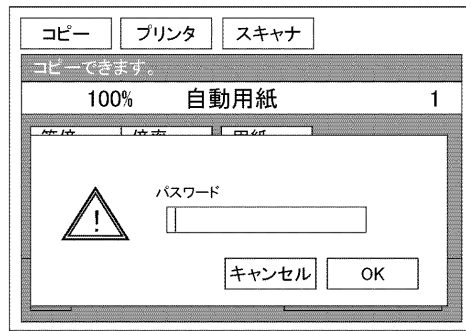 コピー プリンタ スキャナ
コピーできます。
100% 自動用紙 1
パスワード
!
キャンセル OK